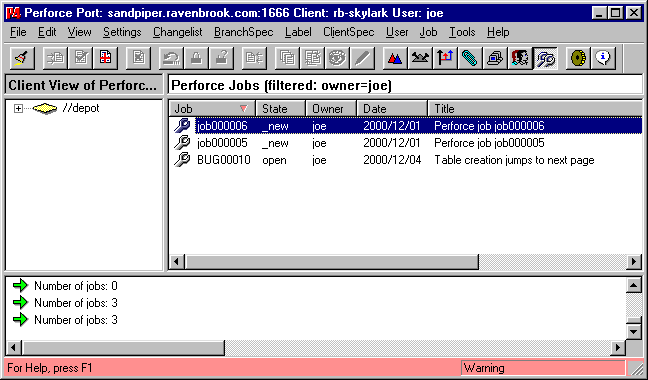 Perforce Port: sandpiper.ravenbrook.com:1666 Client: rb-skylark User: joe
File Edit View Settings Changelist BranchSpec Label ClientSpec User Job Tools Help
Client View of Perforc... Perforce Jobs (filtered: owner=joe)
//depot
Job State Owner Date Title
job000006 _new joe 2000/12/01 Perforce job job000006
job000005 _new joe 2000/12/01 Perforce job job000005
BUG00010 open joe 2000/12/04 Table creation jumps to next page
Number of jobs: 0
Number of jobs: 3
Number of jobs: 3
For Help, press F1 Warning